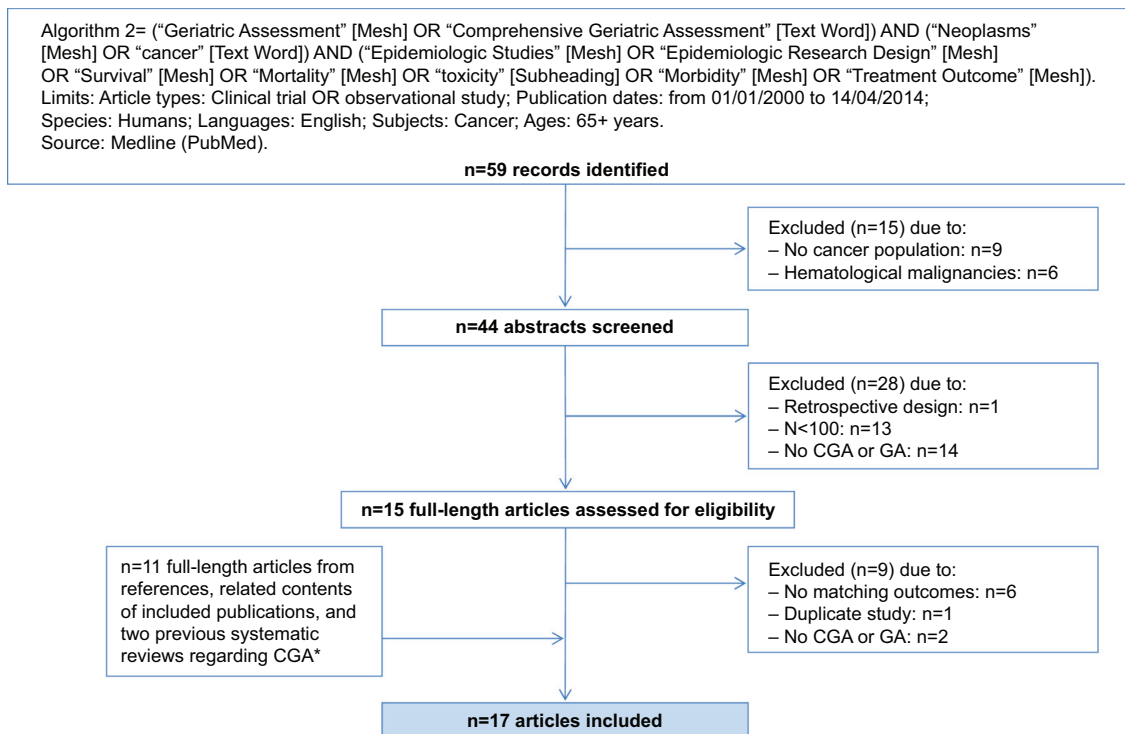 Algorithm 2= (“Geriatric Assessment” [Mesh] OR “Comprehensive Geriatric Assessment” [Text Word]) AND (“Neoplasms”
[Mesh] OR “cancer” [Text Word]) AND (“Epidemiologic Studies” [Mesh] OR “Epidemiologic Research Design” [Mesh]
OR “Survival” [Mesh] OR “Mortality” [Mesh] OR “toxicity” [Subheading] OR “Morbidity” [Mesh] OR “Treatment Outcome” [Mesh]).
Limits: Article types: Clinical trial OR observational study; Publication dates: from 01/01/2000 to 14/04/2014;
Species: Humans; Languages: English; Subjects: Cancer; Ages: 65+ years.
Source: Medline (PubMed).
n=59 records identified
Excluded (n=15) due to:
– No cancer population: n=9
– Hematological malignancies: n=6
n=44 abstracts screened
Excluded (n=28) due to:
– Retrospective design: n=1
– N<100: n=13
– No CGA or GA: n=14
n=15 full-length articles assessed for eligibility
n=11 full-length articles from
references, related contents
of included publications, and
two previous systematic
reviews regarding CGA*
Excluded (n=9) due to:
– No matching outcomes: n=6
– Duplicate study: n=1
– No CGA or GA: n=2
n=17 articles included